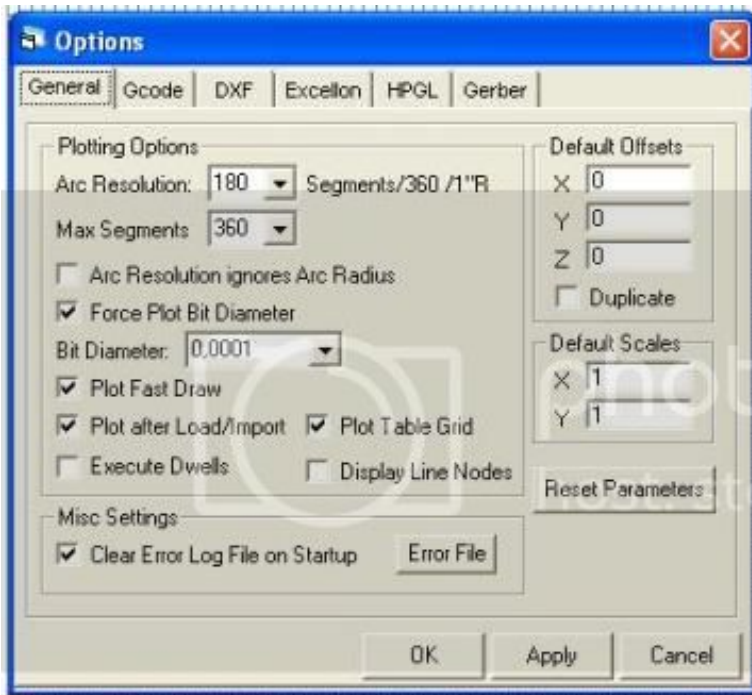 Options
General Gcode DXF Excellon HPGL Gerber
Plotting Options
Arc Resolution: 180 Segments/360 /1"R
Max Segments 360
Arc Resolution ignores Arc Radius
Force Plot Bit Diameter
Bit Diameter: 0,0001
Plot Fast Draw
Plot after Load/Import Plot Table Grid
Execute Dwells Display Line Nodes
Misc Settings
Clear Error Log File on Startup Error File
Default Offsets
X 0
Y 0
Z 0
Duplicate
Default Scales
X 1
Y 1
Reset Parameters
OK Apply Cancel